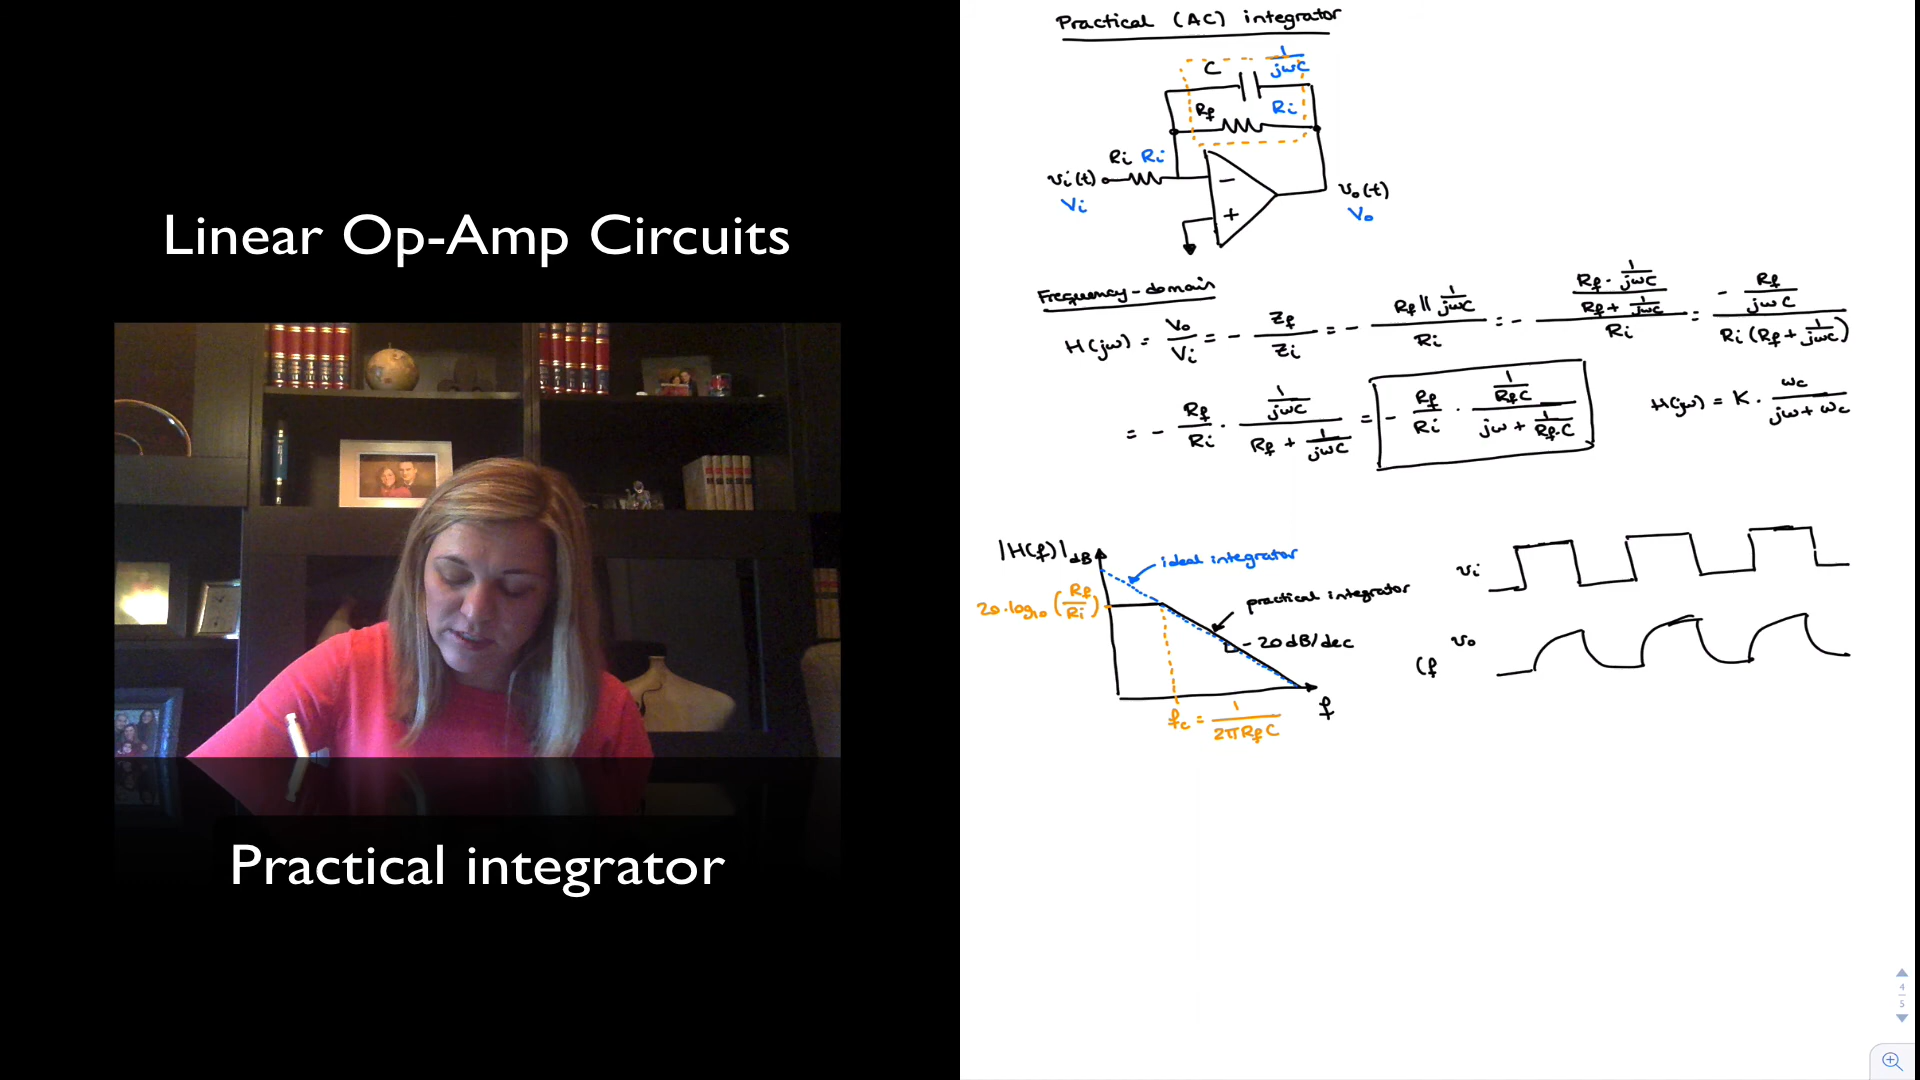 Linear Op-Amp Circuits
Practical integrator
Practical (AC) integrator
C 1/jωC
Rf Ri
Ri Ri
vi(t)
Vi
−
+
vo(t)
Vo
Frequency-domain
H(jω) = Vo/Vi = − Zf/Zi = − (Rf || 1/jωC)/Ri = − ((Rf · 1/jωC)/(Rf + 1/jωC))/Ri = (− Rf/jωC)/(Ri (Rf + 1/jωC))
= − Rf/Ri · (1/jωC)/(Rf + 1/jωC) = − Rf/Ri · (1/RfC)/(jω + 1/Rf·C)
H(jω) = K · ωc/(jω + ωc)
|H(f)|dB
ideal integrator
20·log10 (Rf/Ri)
practical integrator
−20dB/dec
f
fc = 1/2πRfC
vi
vo
(f
4
5